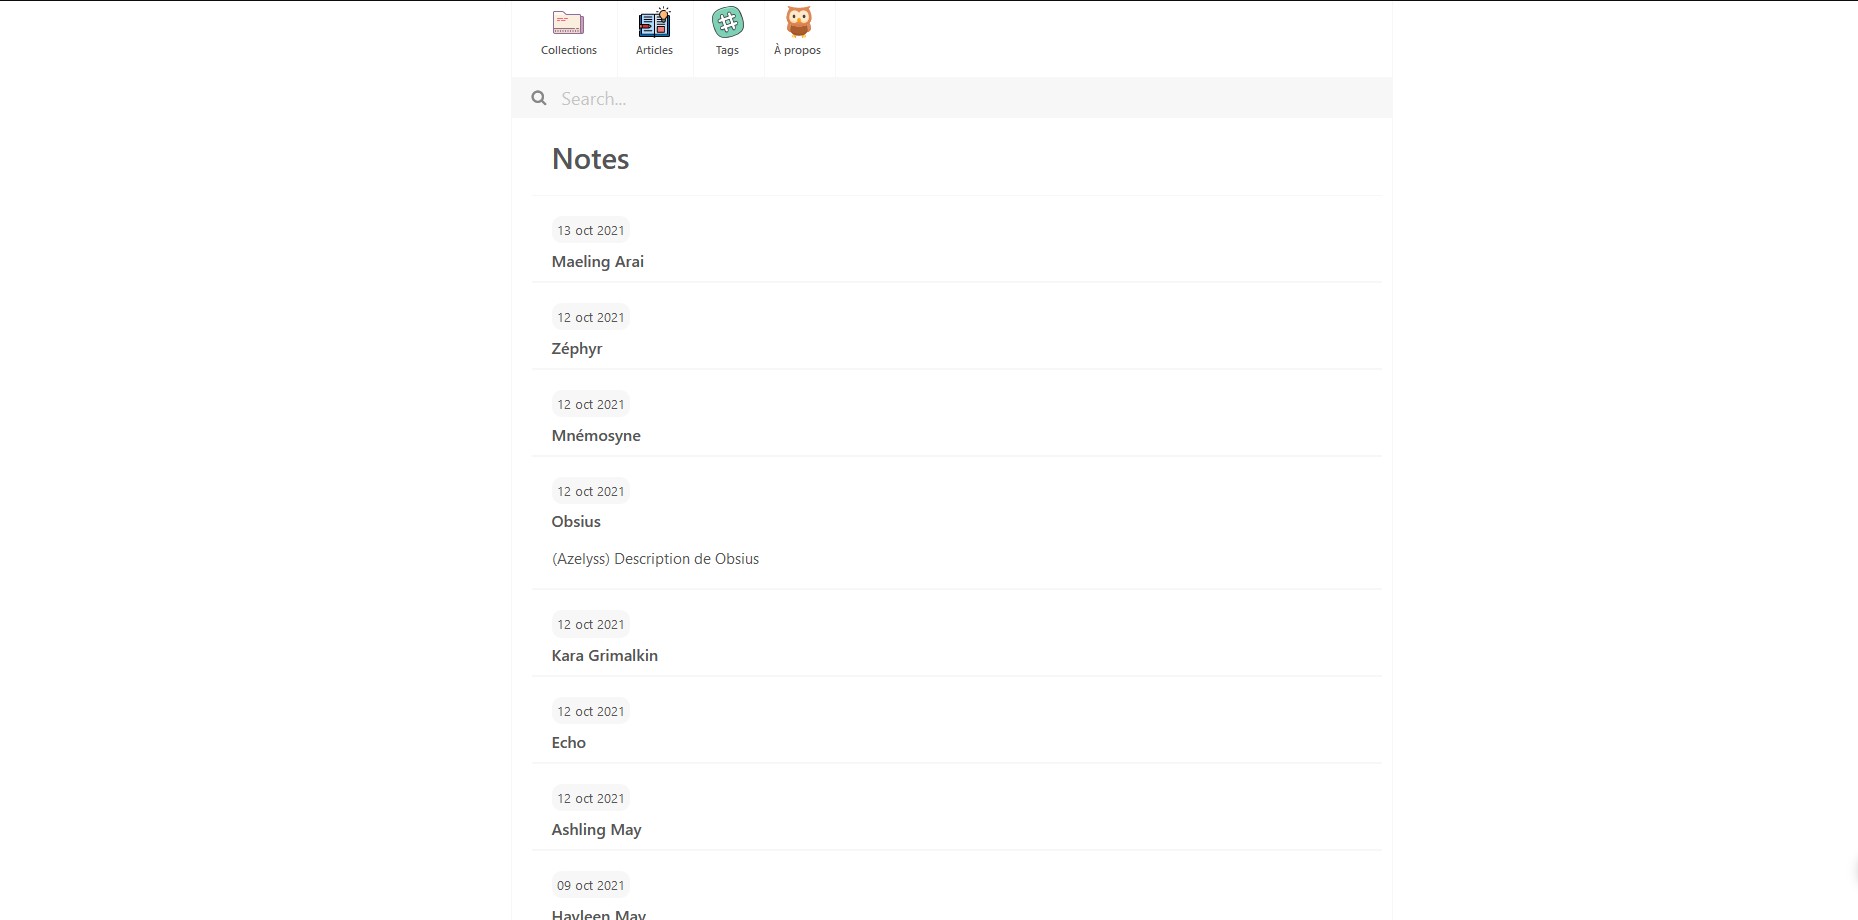 Collections
Articles
Tags
À propos
Search...
Notes
13 oct 2021
Maeling Arai
12 oct 2021
Zéphyr
12 oct 2021
Mnémosyne
12 oct 2021
Obsius
(Azelyss) Description de Obsius
12 oct 2021
Kara Grimalkin
12 oct 2021
Echo
12 oct 2021
Ashling May
09 oct 2021
Hayleen May